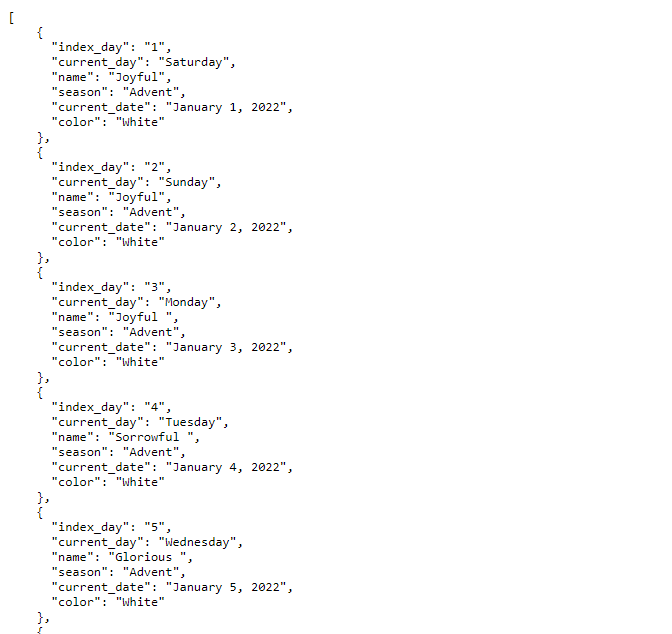 [
{
"index_day": "1",
"current_day": "Saturday",
"name": "Joyful",
"season": "Advent",
"current_date": "January 1, 2022",
"color": "White"
},
{
"index_day": "2",
"current_day": "Sunday",
"name": "Joyful",
"season": "Advent",
"current_date": "January 2, 2022",
"color": "White"
},
{
"index_day": "3",
"current_day": "Monday",
"name": "Joyful ",
"season": "Advent",
"current_date": "January 3, 2022",
"color": "White"
},
{
"index_day": "4",
"current_day": "Tuesday",
"name": "Sorrowful ",
"season": "Advent",
"current_date": "January 4, 2022",
"color": "White"
},
{
"index_day": "5",
"current_day": "Wednesday",
"name": "Glorious ",
"season": "Advent",
"current_date": "January 5, 2022",
"color": "White"
},
{